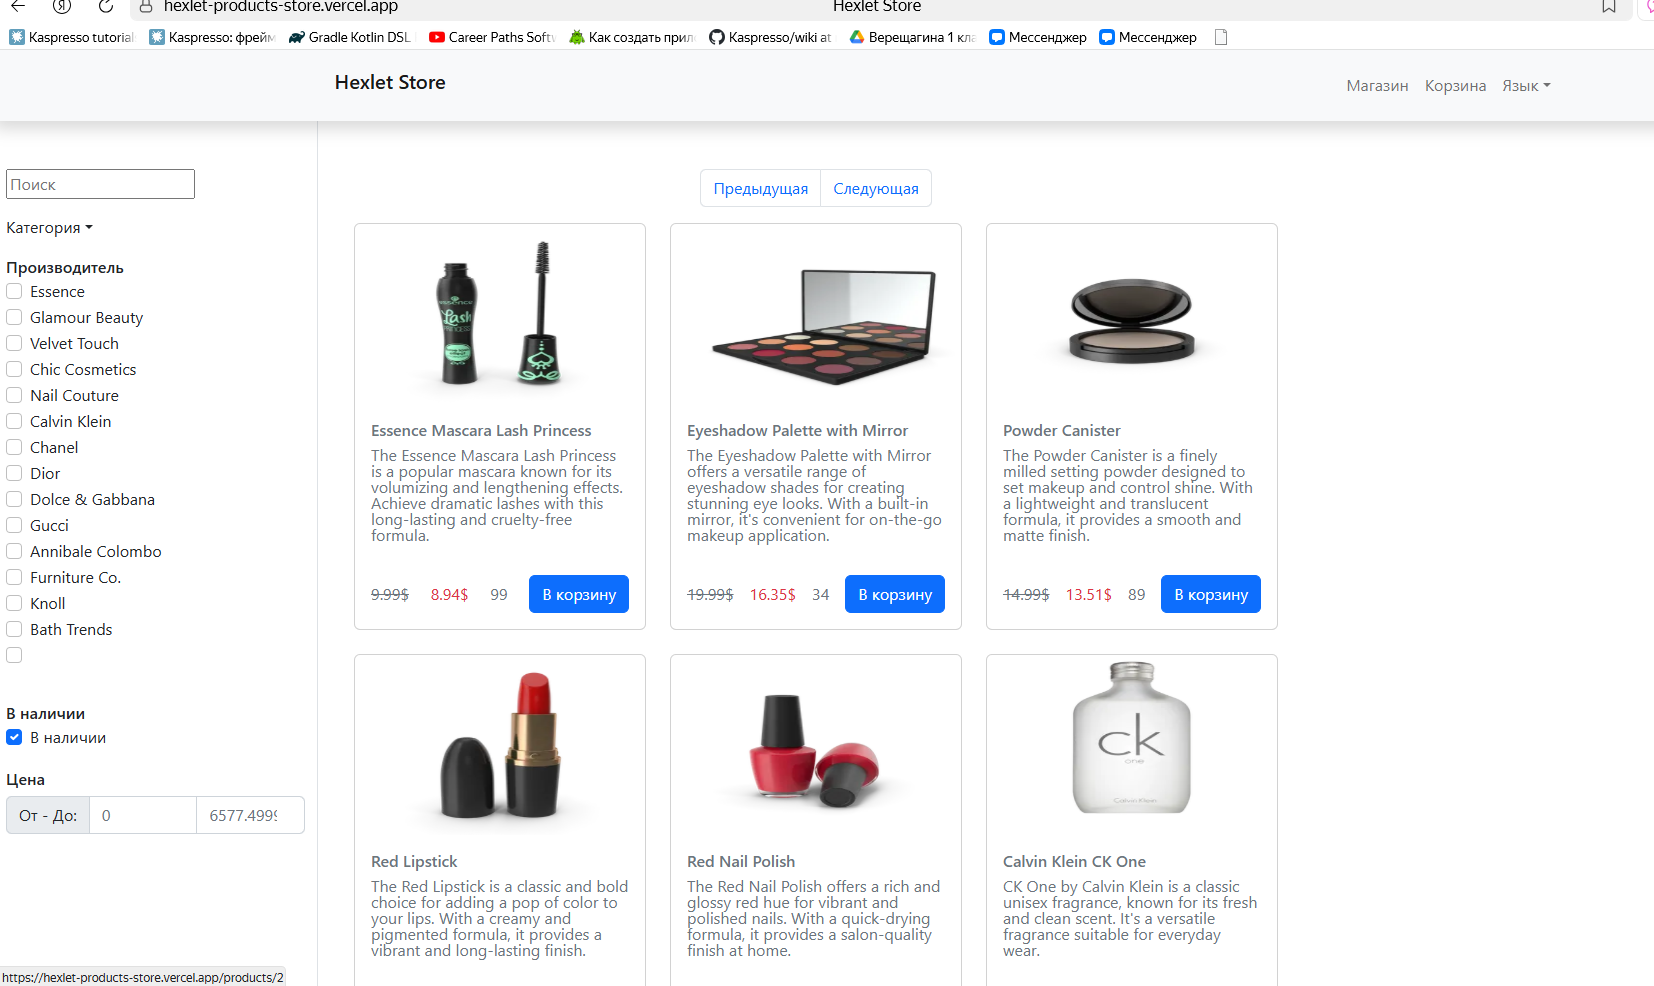 hexlet-products-store.vercel.app
Hexlet Store
Kaspresso tutorial
Kaspresso: фрейм
Gradle Kotlin DSL
Career Paths Softw
Как создать прил
Kaspresso/wiki at
Верещагина 1 кла
Мессенджер
Мессенджер
Hexlet Store
Магазин
Корзина
Язык
Поиск
Категория
Производитель
Essence
Glamour Beauty
Velvet Touch
Chic Cosmetics
Nail Couture
Calvin Klein
Chanel
Dior
Dolce & Gabbana
Gucci
Annibale Colombo
Furniture Co.
Knoll
Bath Trends
В наличии
В наличии
Цена
От - До:
0
6577.499
Предыдущая
Следующая
essence
Lash
PRINCESS
Essence Mascara Lash Princess
The Essence Mascara Lash Princess
is a popular mascara known for its
volumizing and lengthening effects.
Achieve dramatic lashes with this
long-lasting and cruelty-free
formula.
9.99$ 8.94$ 99 В корзину
Eyeshadow Palette with Mirror
The Eyeshadow Palette with Mirror
offers a versatile range of
eyeshadow shades for creating
stunning eye looks. With a built-in
mirror, it's convenient for on-the-go
makeup application.
19.99$ 16.35$ 34 В корзину
Powder Canister
The Powder Canister is a finely
milled setting powder designed to
set makeup and control shine. With
a lightweight and translucent
formula, it provides a smooth and
matte finish.
14.99$ 13.51$ 89 В корзину
Red Lipstick
The Red Lipstick is a classic and bold
choice for adding a pop of color to
your lips. With a creamy and
pigmented formula, it provides a
vibrant and long-lasting finish.
Red Nail Polish
The Red Nail Polish offers a rich and
glossy red hue for vibrant and
polished nails. With a quick-drying
formula, it provides a salon-quality
finish at home.
ck
one
Calvin Klein
Calvin Klein CK One
CK One by Calvin Klein is a classic
unisex fragrance, known for its fresh
and clean scent. It's a versatile
fragrance suitable for everyday
wear.
https://hexlet-products-store.vercel.app/products/2